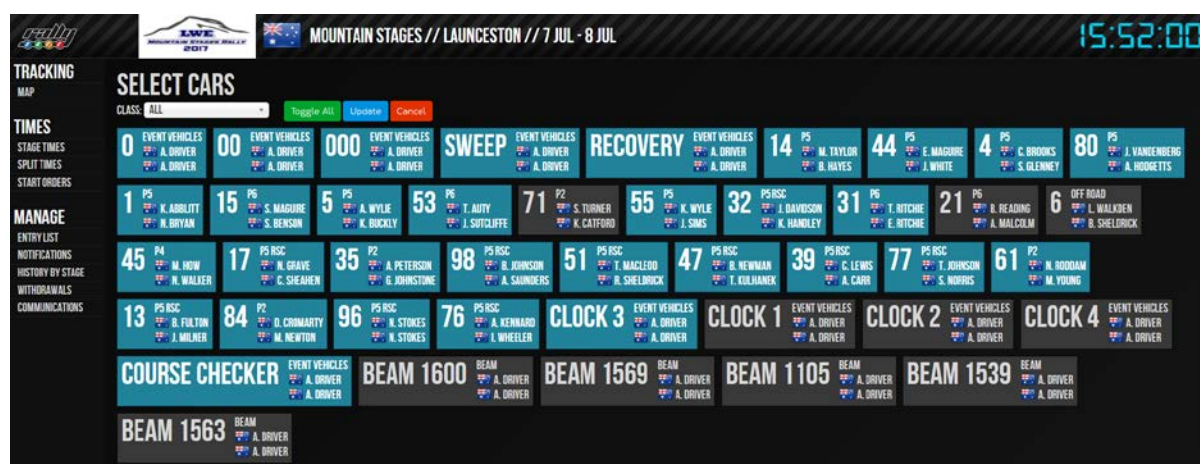 rally
LWE
MOUNTAIN STAGES RALLY
2017
MOUNTAIN STAGES // LAUNCESTON // 7 JUL - 8 JUL
15:52:00
TRACKING
MAP
TIMES
STAGE TIMES
SPLIT TIMES
START ORDERS
MANAGE
ENTRY LIST
NOTIFICATIONS
HISTORY BY STAGE
WITHDRAWALS
COMMUNICATIONS
SELECT CARS
CLASS: ALL
Toggle All Update Cancel
0 EVENT VEHICLES A. DRIVER A. DRIVER
00 EVENT VEHICLES A. DRIVER A. DRIVER
000 EVENT VEHICLES A. DRIVER A. DRIVER
SWEEP EVENT VEHICLES A. DRIVER A. DRIVER
RECOVERY EVENT VEHICLES A. DRIVER A. DRIVER
14 P5 M. TAYLOR B. HAYES
44 P5 E. MAGUIRE J. WHITE
4 P5 C. BROOKS S. GLENNEY
80 P5 J. VANDENBERG A. HODGETTS
1 P5 K. ABBLITT N. BRYAN
15 P6 S. MAGUIRE S. BENSON
5 P5 A. WYLIE K. BUCKLY
53 P6 T. AUTY J. SUTCLIFFE
71 P2 S. TURNER K. CATFORD
55 P5 K. WYLIE J. SIMS
32 P5 RSC J. DAVIDSON K. HANDLEY
31 P6 T. RITCHIE E. RITCHIE
21 P6 B. READING A. MALCOLM
6 OFF ROAD L. WALKDEN B. SHELDRICK
45 P4 M. HOW N. WALKER
17 P5 RSC N. GRAVE C. SHEAHEN
35 P2 A. PETERSON G. JOHNSTONE
98 P5 RSC B. JOHNSON A. SAUNDERS
51 P5 RSC T. MACLEOD R. SHELDRICK
47 P5 RSC B. NEWMAN T. KULHANEK
39 P5 RSC C. LEWIS A. CARR
77 P5 RSC T. JOHNSON S. NORRIS
61 P2 N. RODDAM M. YOUNG
13 P5 RSC B. FULTON J. MILNER
84 P2 D. CROMARTY M. NEWTON
96 P5 RSC N. STOKES N. STOKES
76 P5 RSC A. KENNARD I. WHEELER
CLOCK 3 EVENT VEHICLES A. DRIVER A. DRIVER
CLOCK 1 EVENT VEHICLES A. DRIVER A. DRIVER
CLOCK 2 EVENT VEHICLES A. DRIVER A. DRIVER
CLOCK 4 EVENT VEHICLES A. DRIVER A. DRIVER
COURSE CHECKER EVENT VEHICLES A. DRIVER A. DRIVER
BEAM 1600 BEAM A. DRIVER A. DRIVER
BEAM 1569 BEAM A. DRIVER A. DRIVER
BEAM 1105 BEAM A. DRIVER A. DRIVER
BEAM 1539 BEAM A. DRIVER A. DRIVER
BEAM 1563 BEAM A. DRIVER A. DRIVER